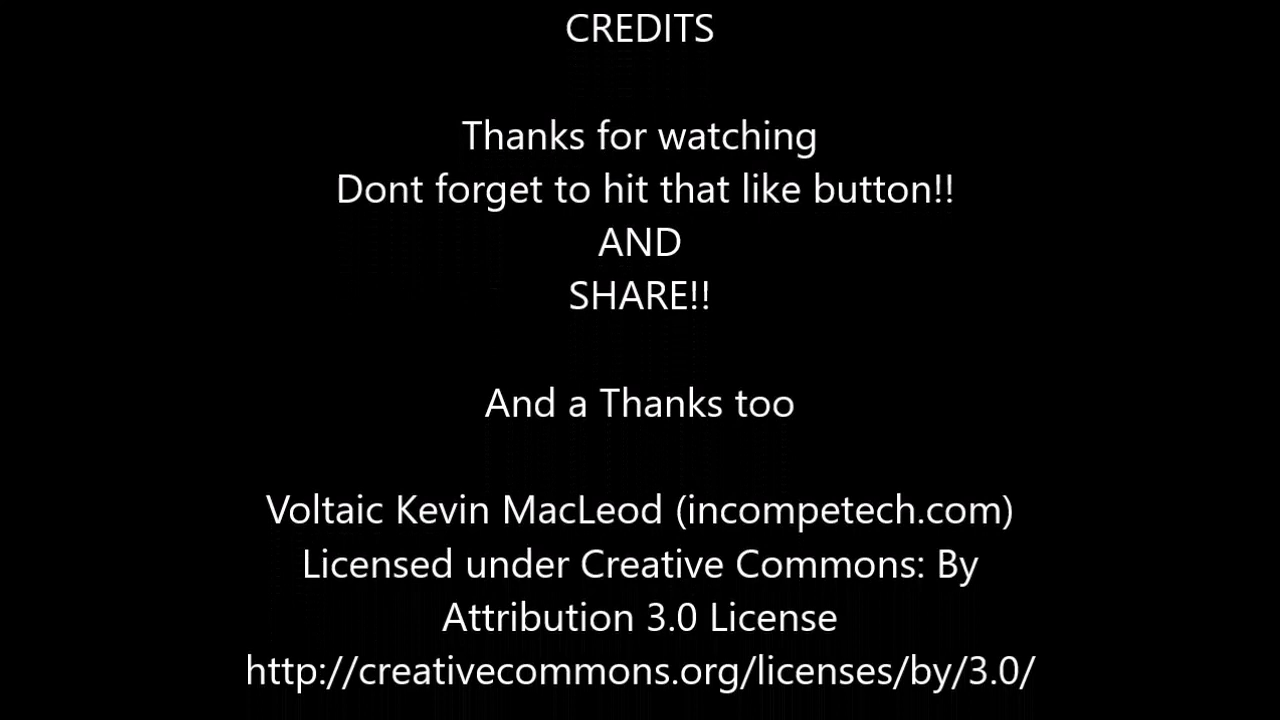 CREDITS
Thanks for watching
Dont forget to hit that like button!!
AND
SHARE!!
And a Thanks too
Voltaic Kevin MacLeod (incompetech.com)
Licensed under Creative Commons: By
Attribution 3.0 License
http://creativecommons.org/licenses/by/3.0/